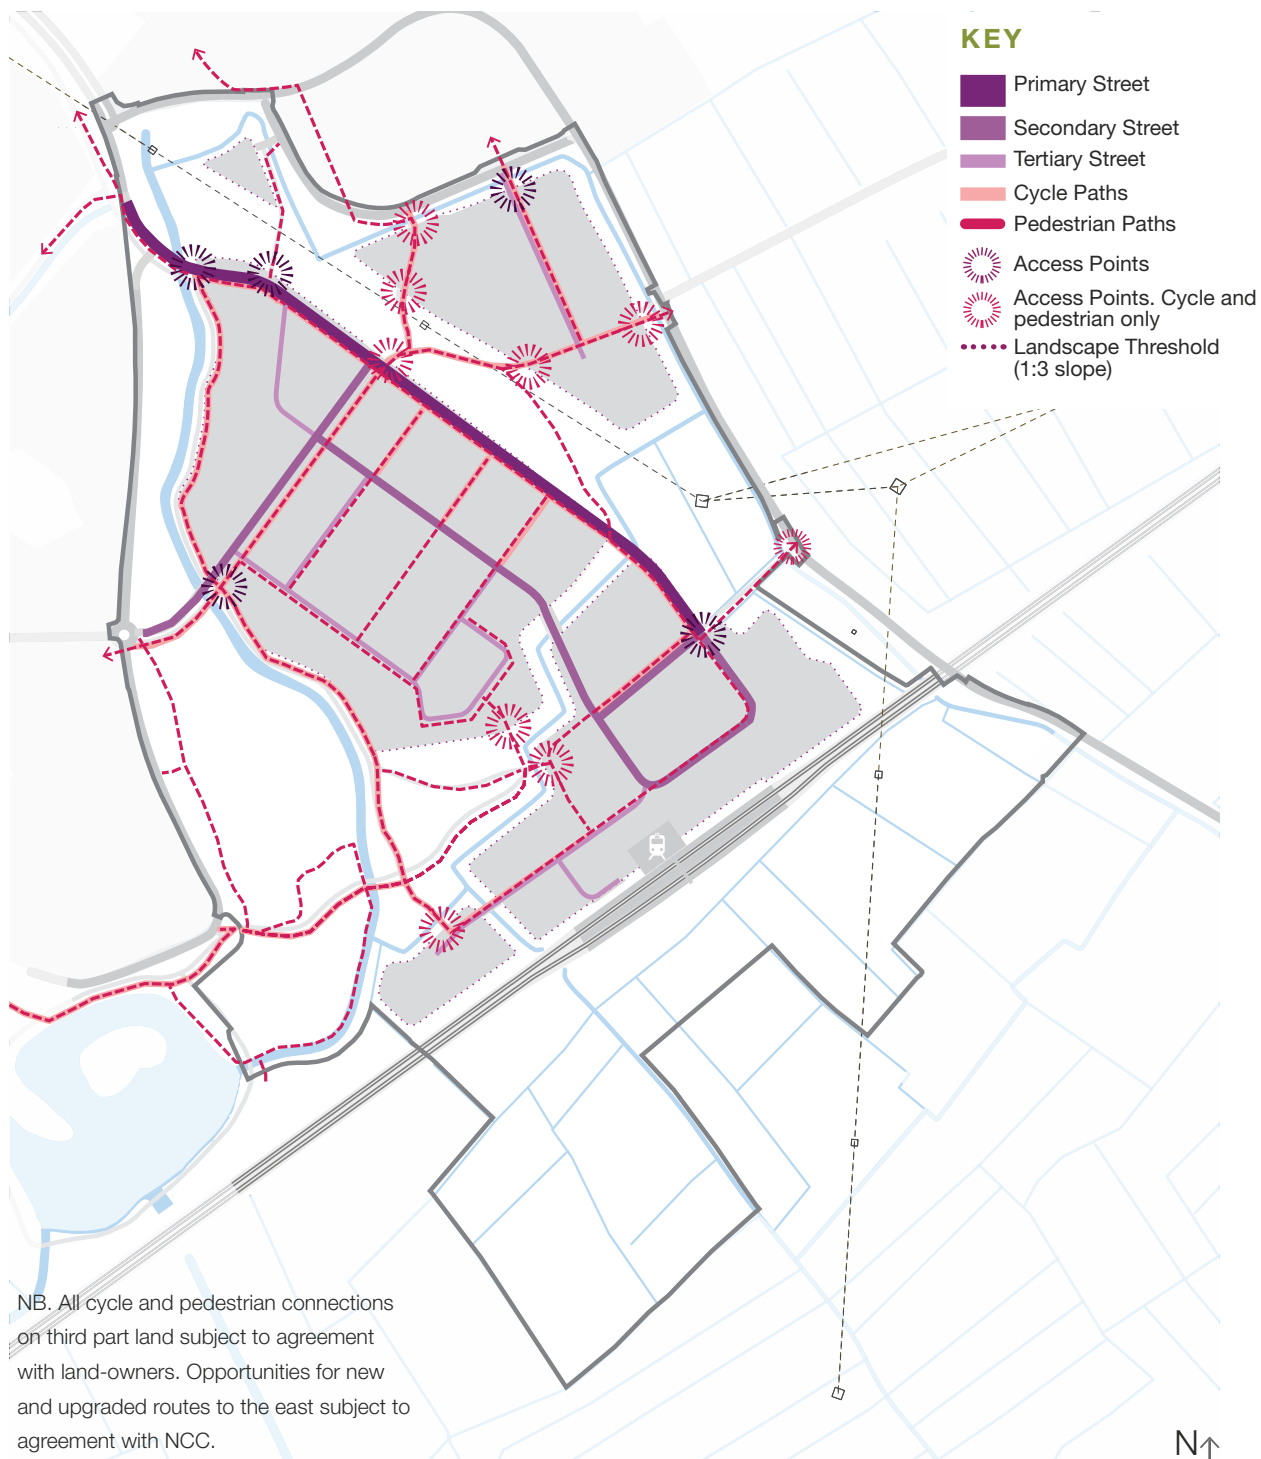 KEY
Primary Street
Secondary Street
Tertiary Street
Cycle Paths
Pedestrian Paths
Access Points
Access Points. Cycle and
pedestrian only
Landscape Threshold
(1:3 slope)
NB. All cycle and pedestrian connections
on third part land subject to agreement
with land-owners. Opportunities for new
and upgraded routes to the east subject to
agreement with NCC.
N